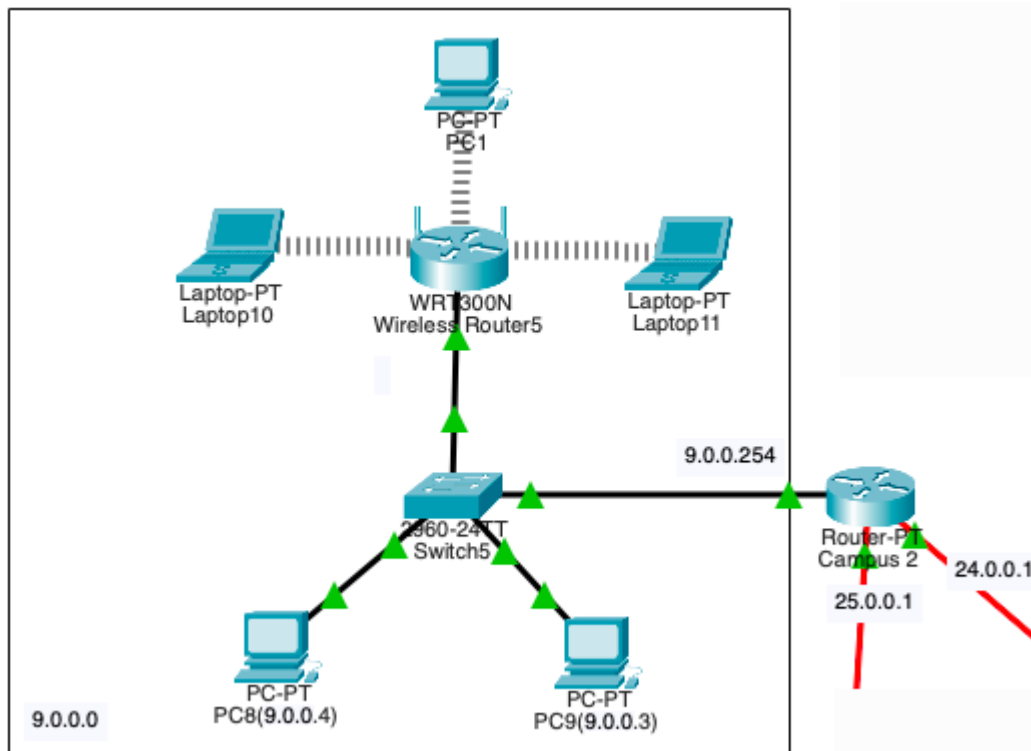 PC-PT
PC1
Laptop-PT
Laptop10
WRT300N
Wireless Router5
Laptop-PT
Laptop11
9.0.0.254
2960-24TT
Switch5
Router-PT
Campus 2
24.0.0.1
25.0.0.1
PC-PT
PC8(9.0.0.4)
PC-PT
PC9(9.0.0.3)
9.0.0.0